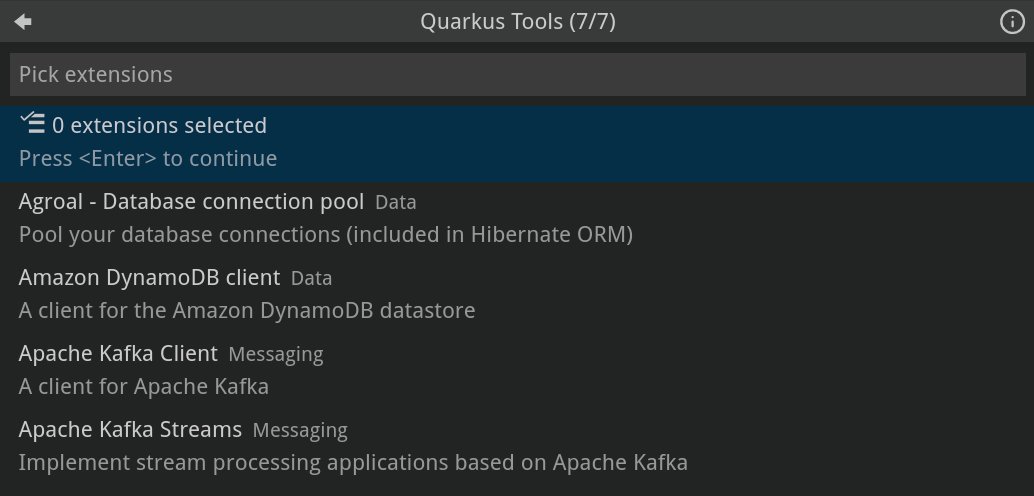 Quarkus Tools (7/7)
Pick extensions
0 extensions selected
Press <Enter> to continue
Agroal - Database connection pool Data
Pool your database connections (included in Hibernate ORM)
Amazon DynamoDB client Data
A client for the Amazon DynamoDB datastore
Apache Kafka Client Messaging
A client for Apache Kafka
Apache Kafka Streams Messaging
Implement stream processing applications based on Apache Kafka